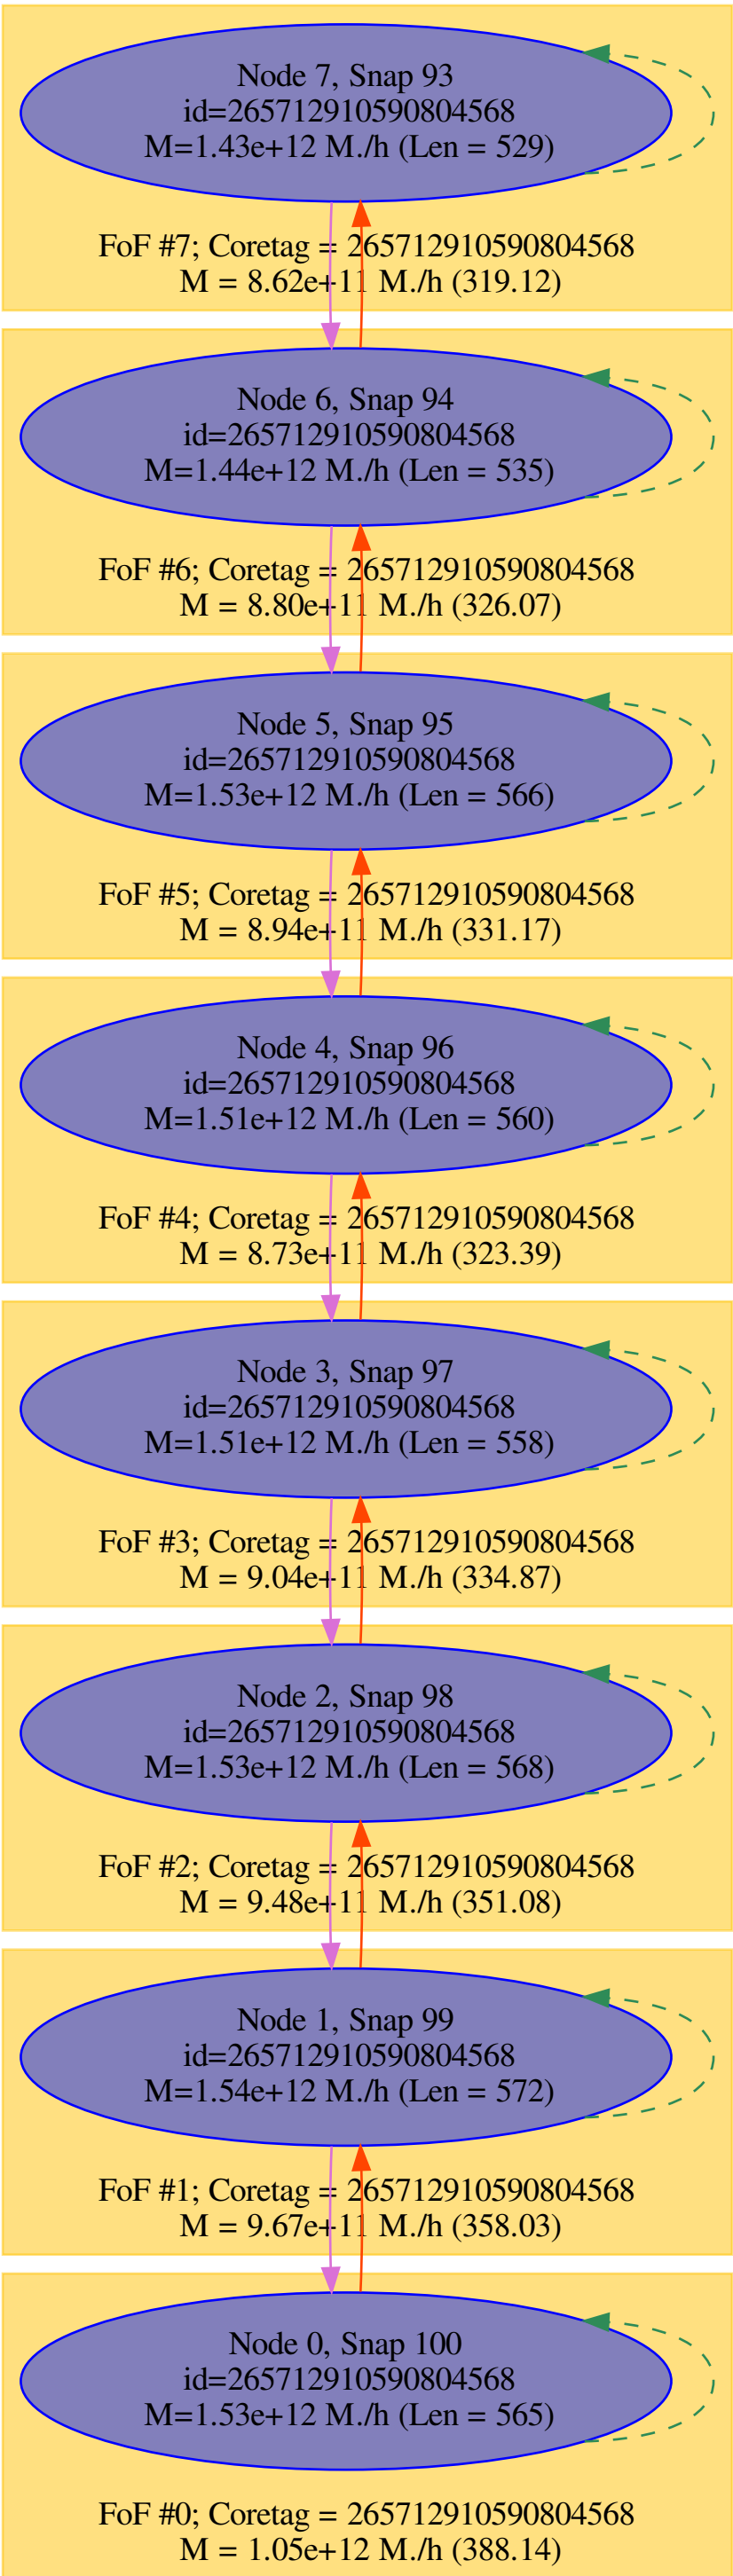 Node 7, Snap 93
id=265712910590804568
M=1.43e+12 M./h (Len = 529)
FoF #7; Coretag = 265712910590804568
M = 8.62e+11 M./h (319.12)
Node 6, Snap 94
id=265712910590804568
M=1.44e+12 M./h (Len = 535)
FoF #6; Coretag = 265712910590804568
M = 8.80e+11 M./h (326.07)
Node 5, Snap 95
id=265712910590804568
M=1.53e+12 M./h (Len = 566)
FoF #5; Coretag = 265712910590804568
M = 8.94e+11 M./h (331.17)
Node 4, Snap 96
id=265712910590804568
M=1.51e+12 M./h (Len = 560)
FoF #4; Coretag = 265712910590804568
M = 8.73e+11 M./h (323.39)
Node 3, Snap 97
id=265712910590804568
M=1.51e+12 M./h (Len = 558)
FoF #3; Coretag = 265712910590804568
M = 9.04e+11 M./h (334.87)
Node 2, Snap 98
id=265712910590804568
M=1.53e+12 M./h (Len = 568)
FoF #2; Coretag = 265712910590804568
M = 9.48e+11 M./h (351.08)
Node 1, Snap 99
id=265712910590804568
M=1.54e+12 M./h (Len = 572)
FoF #1; Coretag = 265712910590804568
M = 9.67e+11 M./h (358.03)
Node 0, Snap 100
id=265712910590804568
M=1.53e+12 M./h (Len = 565)
FoF #0; Coretag = 265712910590804568
M = 1.05e+12 M./h (388.14)